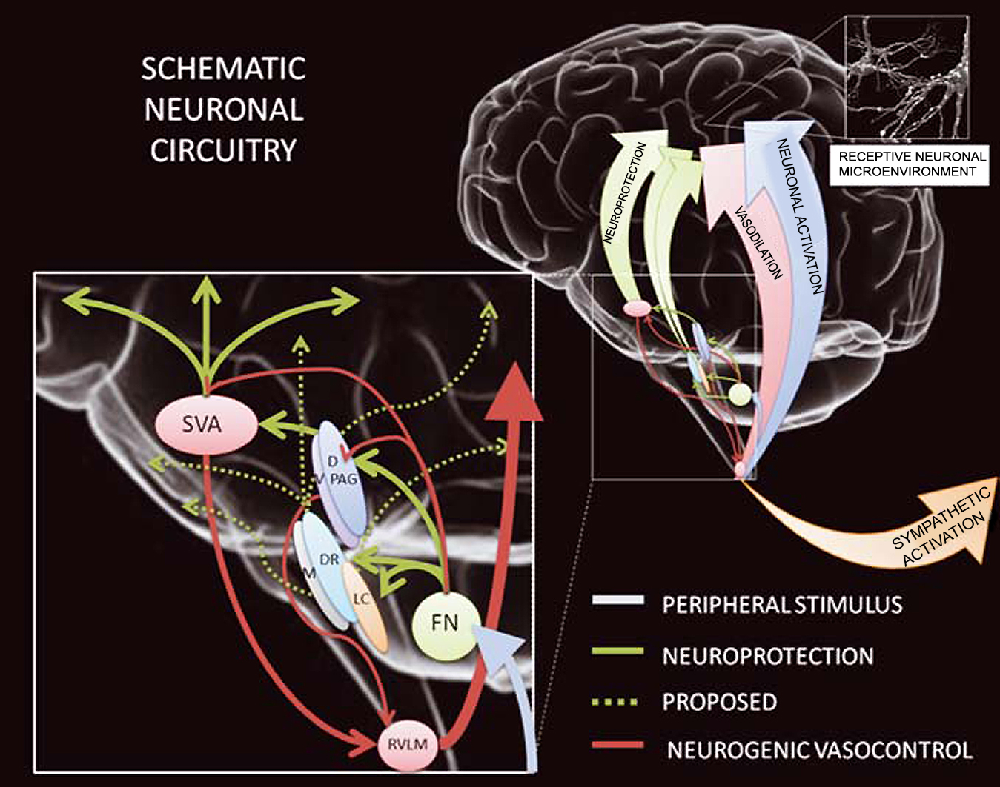 SCHEMATIC
NEURONAL
CIRCUITRY
RECEPTIVE NEURONAL
MICROENVIRONMENT
NEUROPROTECTION
VASODILATION
NEURONAL ACTIVATION
SYMPATHETIC
ACTIVATION
SVA
D
V PAG
DR
M
LC
FN
RVLM
PERIPHERAL STIMULUS
NEUROPROTECTION
PROPOSED
NEUROGENIC VASOCONTROL